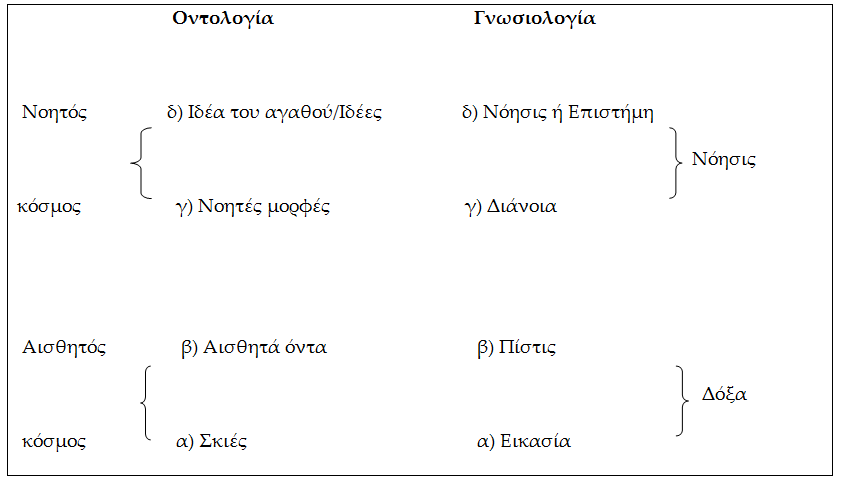 Οντολογία Γνωσιολογία
Νοητός δ) Ιδέα του αγαθού/Ιδέες δ) Νόησις ή Επιστήμη
Νόησις
κόσμος γ) Νοητές μορφές γ) Διάνοια
Αισθητός β) Αισθητά όντα β) Πίστις
Δόξα
κόσμος α) Σκιές α) Εικασία